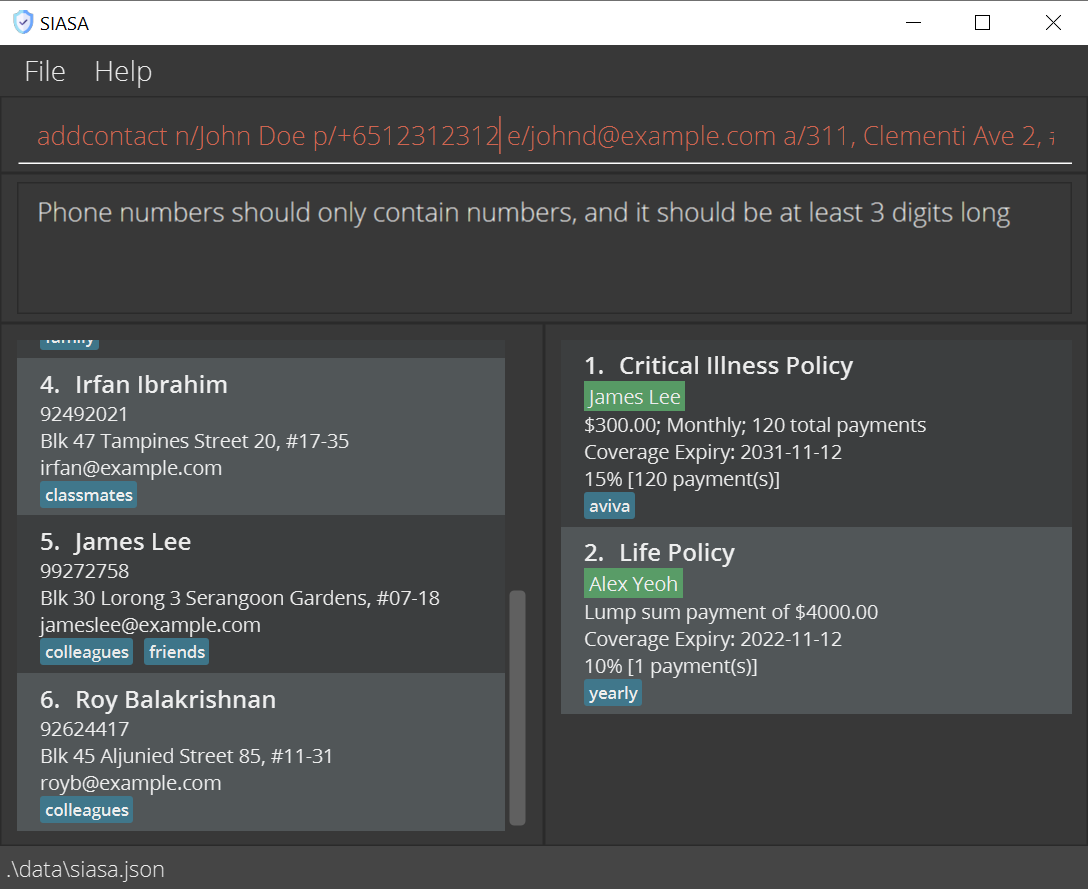 SIASA
File Help
addcontact n/John Doe p/+6512312312 e/johnd@example.com a/311, Clementi Ave 2,
Phone numbers should only contain numbers, and it should be at least 3 digits long
family
4. Irfan Ibrahim
92492021
Blk 47 Tampines Street 20, #17-35
irfan@example.com
classmates
5. James Lee
99272758
Blk 30 Lorong 3 Serangoon Gardens, #07-18
jameslee@example.com
colleagues friends
6. Roy Balakrishnan
92624417
Blk 45 Aljunied Street 85, #11-31
royb@example.com
colleagues
1. Critical Illness Policy
James Lee
$300.00; Monthly; 120 total payments
Coverage Expiry: 2031-11-12
15% [120 payment(s)]
aviva
2. Life Policy
Alex Yeoh
Lump sum payment of $4000.00
Coverage Expiry: 2022-11-12
10% [1 payment(s)]
yearly
.\data\siasa.json